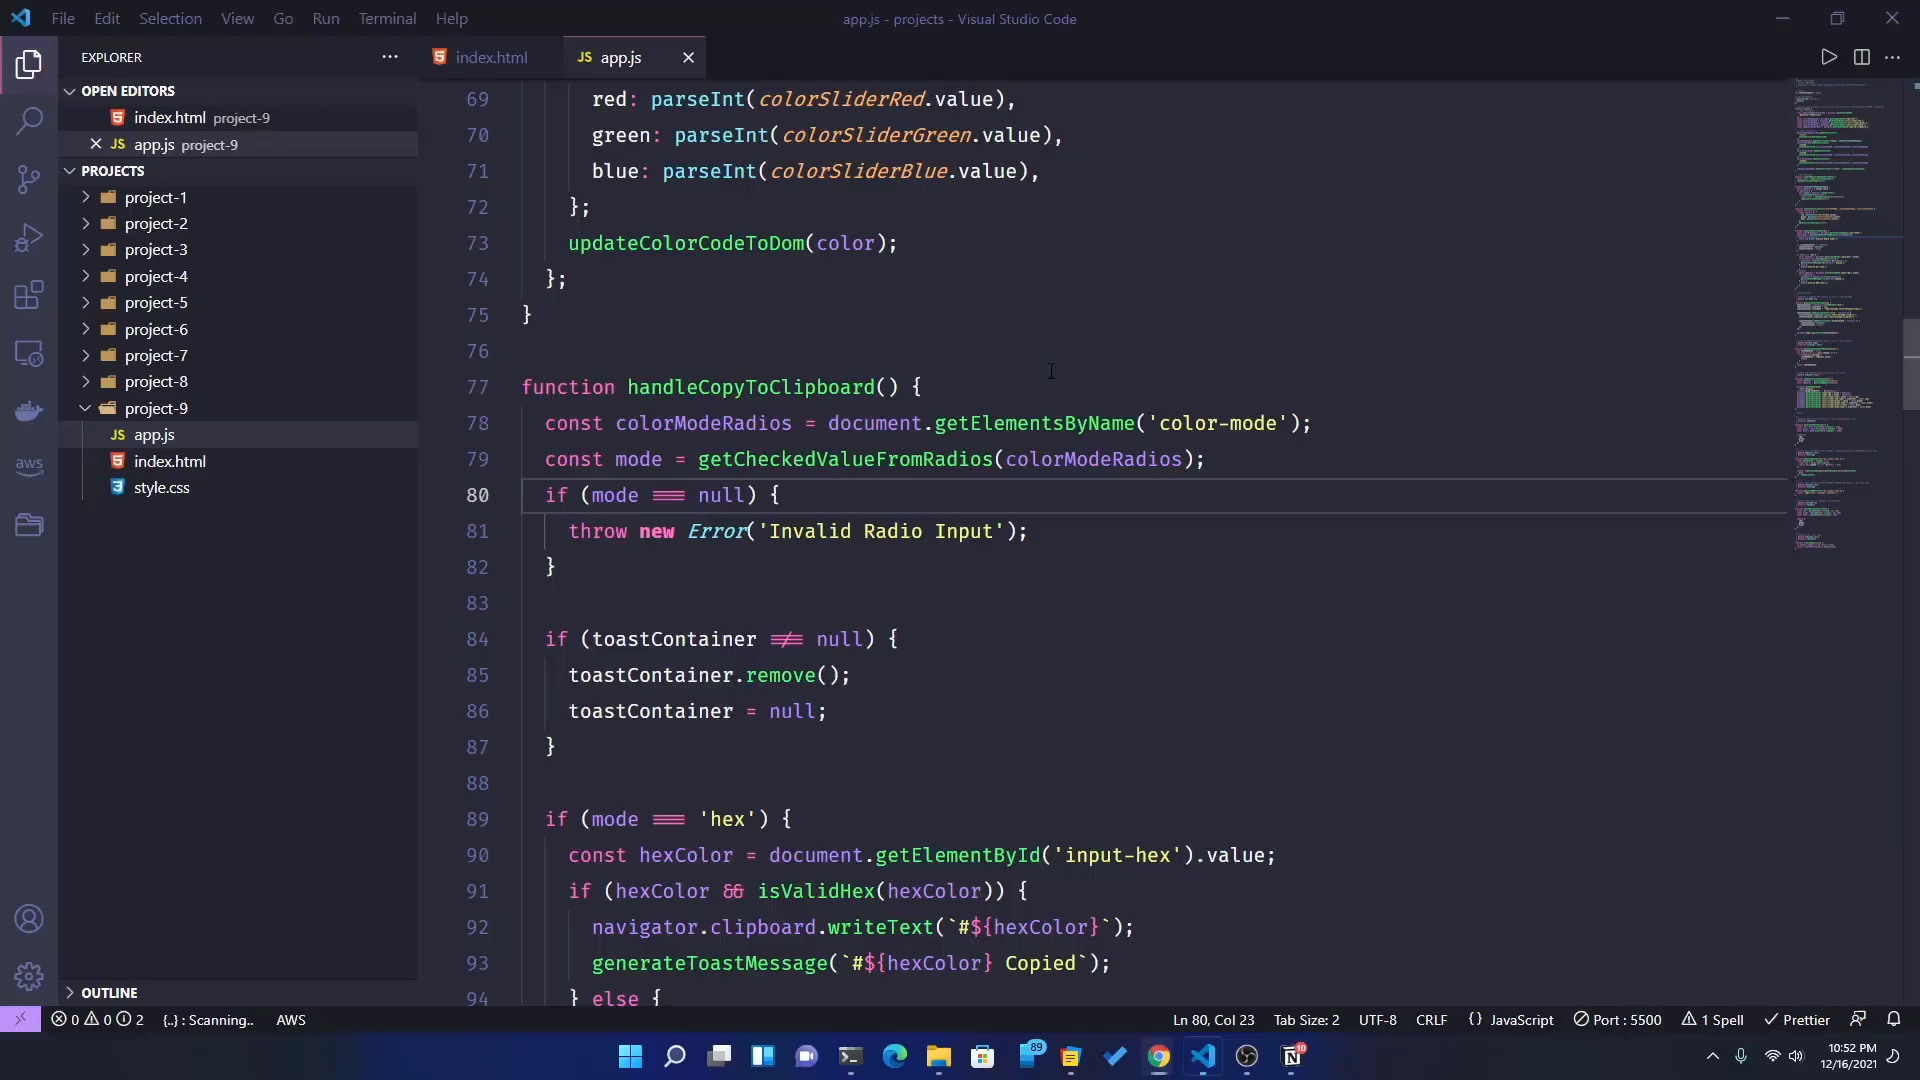 File Edit Selection View Go Run Terminal Help
app.js - projects - Visual Studio Code
EXPLORER
OPEN EDITORS
index.html project-9
JS app.js project-9
PROJECTS
project-1
project-2
project-3
project-4
project-5
project-6
project-7
project-8
project-9
JS app.js
index.html
style.css
OUTLINE
aws
index.html
JS app.js
69 red: parseInt(colorSliderRed.value),
70 green: parseInt(colorSliderGreen.value),
71 blue: parseInt(colorSliderBlue.value),
72 };
73 updateColorCodeToDom(color);
74 };
75 }
76
77 function handleCopyToClipboard() {
78 const colorModeRadios = document.getElementsByName('color-mode');
79 const mode = getCheckedValueFromRadios(colorModeRadios);
80 if (mode === null) {
81 throw new Error('Invalid Radio Input');
82 }
83
84 if (toastContainer !== null) {
85 toastContainer.remove();
86 toastContainer = null;
87 }
88
89 if (mode === 'hex') {
90 const hexColor = document.getElementById('input-hex').value;
91 if (hexColor && isValidHex(hexColor)) {
92 navigator.clipboard.writeText(`#${hexColor}`);
93 generateToastMessage(`#${hexColor} Copied`);
94 } else {
0 0 2 {..} : Scanning.. AWS
Ln 80, Col 23 Tab Size: 2 UTF-8 CRLF {} JavaScript Port : 5500 1 Spell Prettier
89
10
10:52 PM
12/16/2021